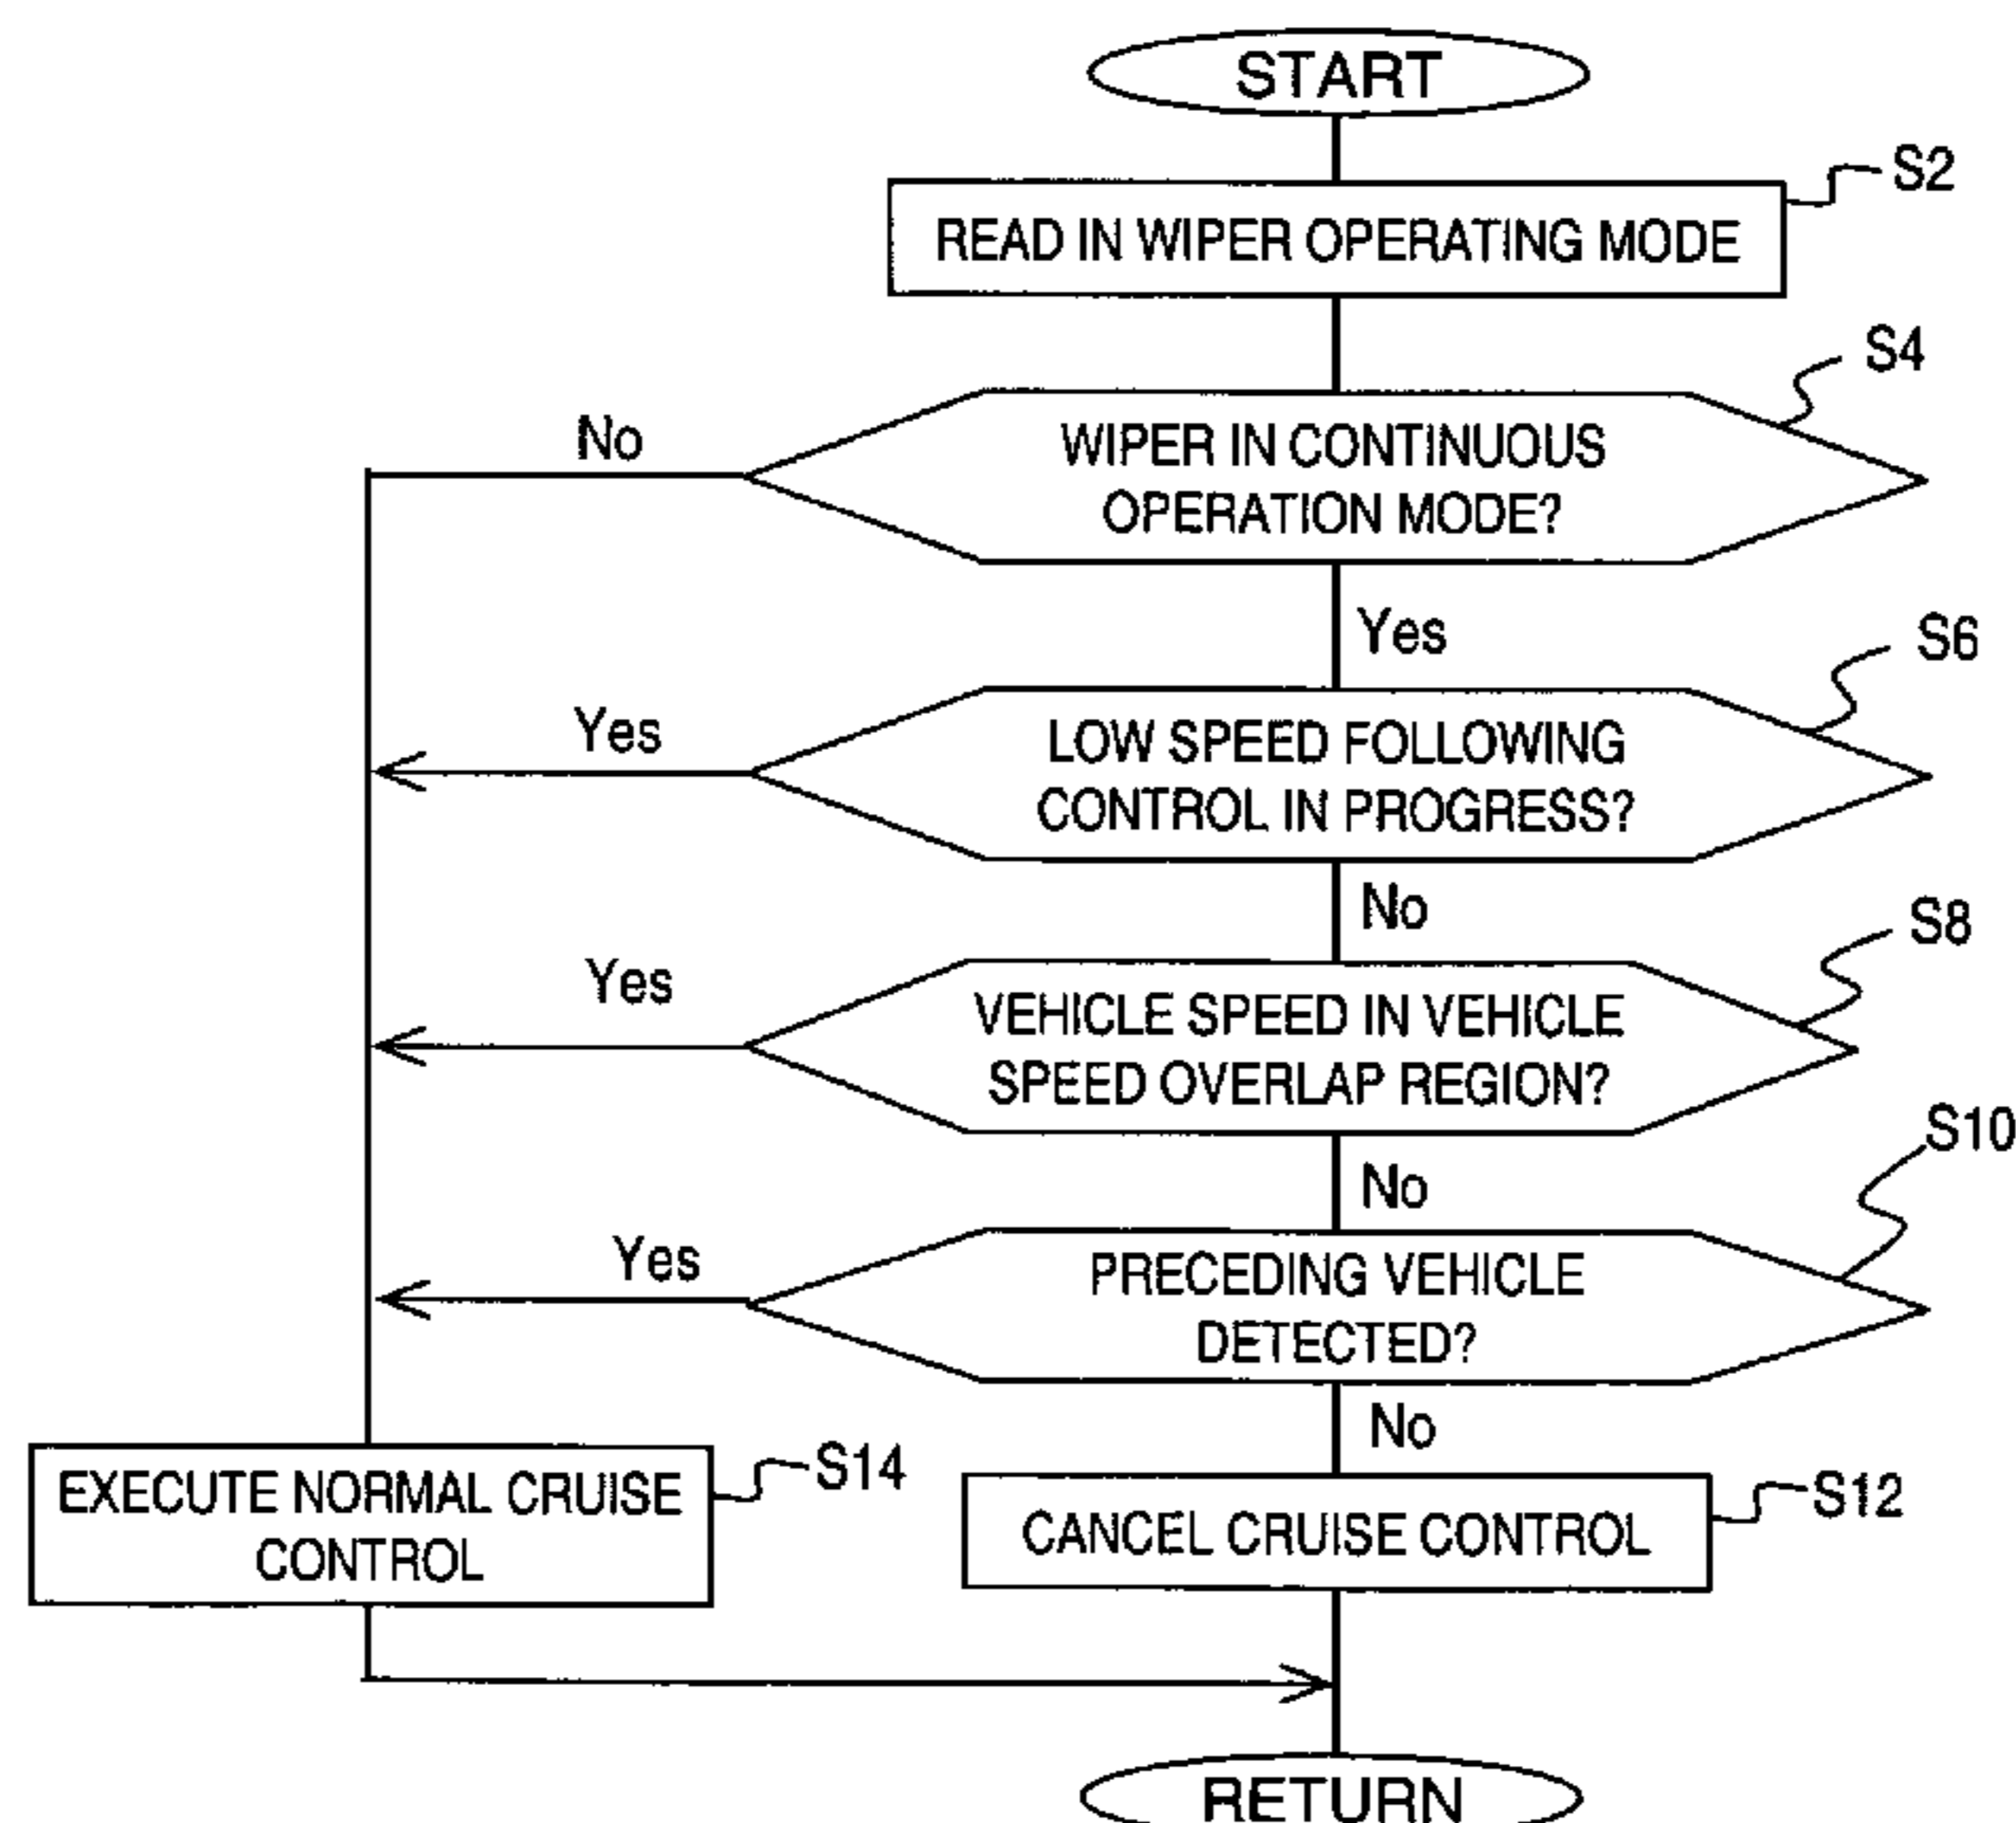 START
S2
READ IN WIPER OPERATING MODE
S4
No
WIPER IN CONTINUOUS
OPERATION MODE?
Yes
S6
Yes
LOW SPEED FOLLOWING
CONTROL IN PROGRESS?
No
S8
Yes
VEHICLE SPEED IN VEHICLE
SPEED OVERLAP REGION?
No
S10
Yes
PRECEDING VEHICLE
DETECTED?
No
S14
EXECUTE NORMAL CRUISE
CONTROL
S12
CANCEL CRUISE CONTROL
RETURN